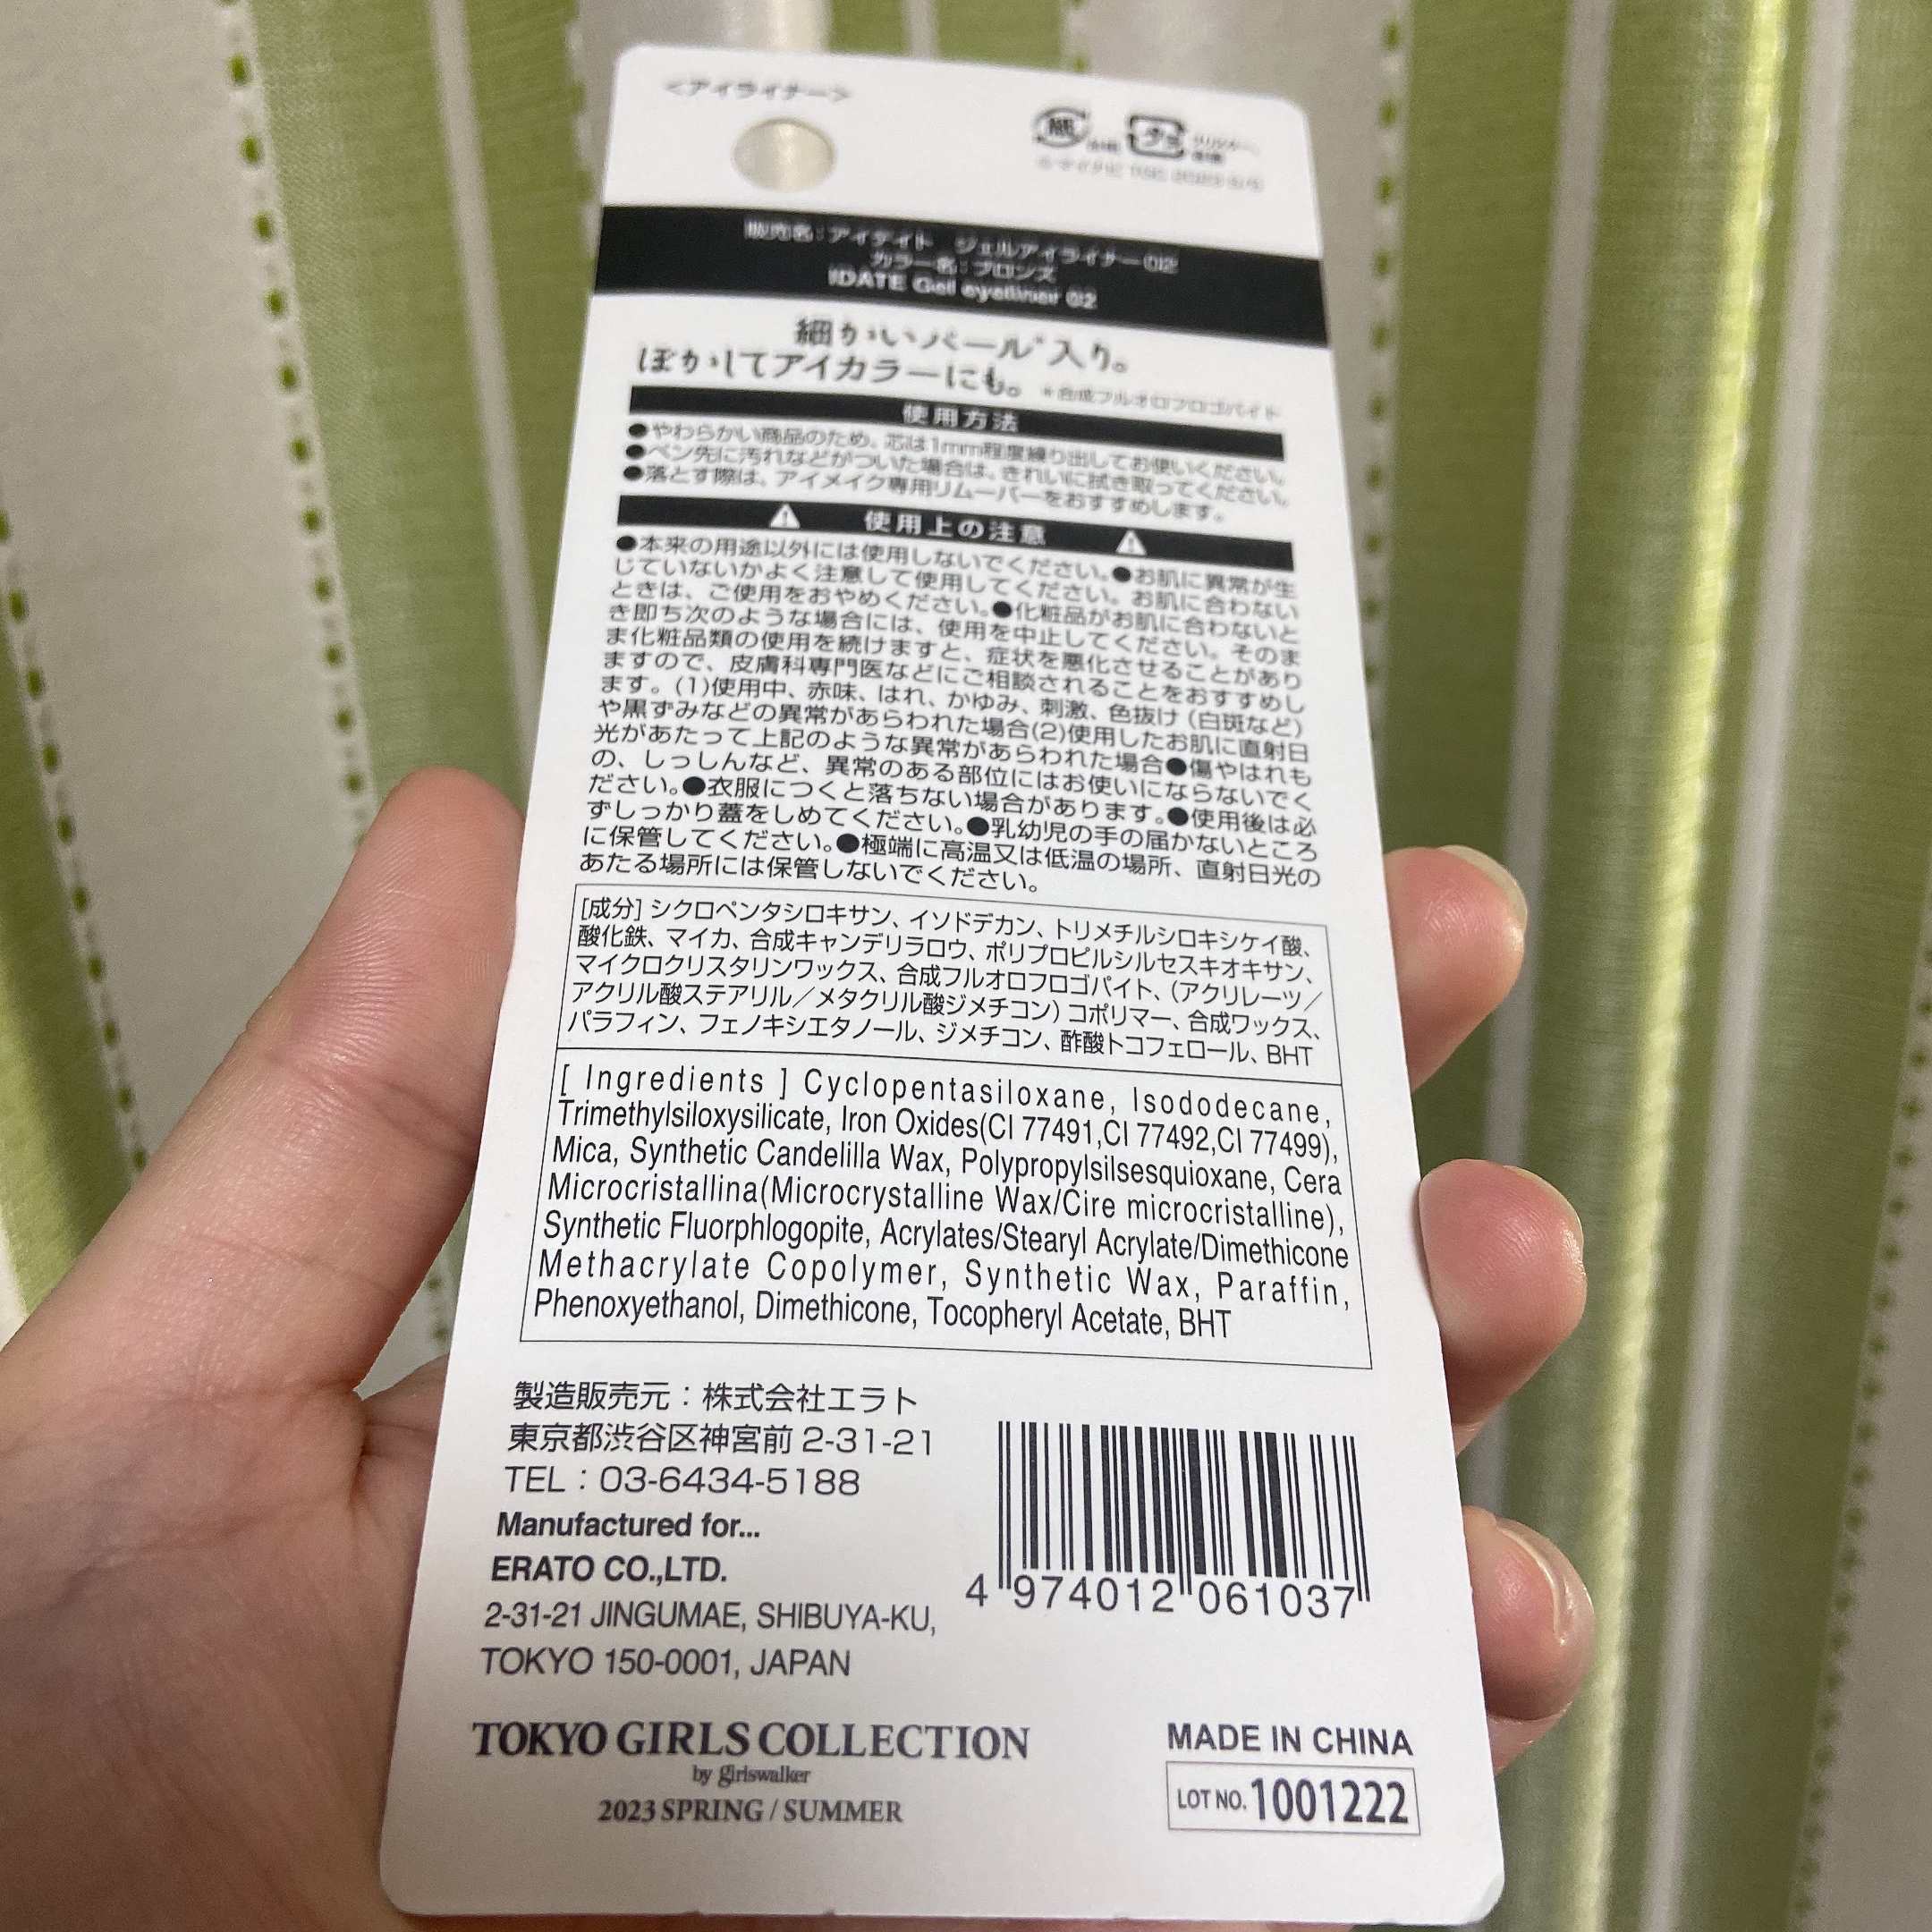 <アイライナー>
プラ
販売名：アイデイト ジェルアイライナー 02
カラー名：ブロンズ
IDATE Gel eyeliner 02
細かいパール*入り。
ぼかしてアイカラーにも。 *合成フルオロフロゴパイト
使用方法
●やわらかい商品のため、芯は1mm程度繰り出してお使いください。
●ペン先に汚れなどがついた場合は、きれいに拭き取ってください。
●落とす際は、アイメイク専用リムーバーをおすすめします。
使用上の注意
●本来の用途以外には使用しないでください。●お肌に異常が生
じていないかよく注意して使用してください。お肌に合わない
ときは、ご使用をおやめください。●化粧品がお肌に合わないと
き即ち次のような場合には、使用を中止してください。そのま
ま化粧品類の使用を続けますと、症状を悪化させることがあり
ますので、皮膚科専門医などにご相談されることをおすすめし
ます。(1)使用中、赤味、はれ、かゆみ、刺激、色抜け（白斑など）
や黒ずみなどの異常があらわれた場合(2)使用したお肌に直射日
光があたって上記のような異常があらわれた場合●傷やはれも
の、しっしんなど、異常のある部位にはお使いにならないでく
ださい。●衣服につくと落ちない場合があります。●使用後は必
ずしっかり蓋をしめてください。●乳幼児の手の届かないところ
に保管してください。●極端に高温又は低温の場所、直射日光の
あたる場所には保管しないでください。
[成分] シクロペンタシロキサン、イソドデカン、トリメチルシロキシケイ酸、
酸化鉄、マイカ、合成キャンデリラロウ、ポリプロピルシルセスキオキサン、
マイクロクリスタリンワックス、合成フルオロフロゴパイト、（アクリレーツ／
アクリル酸ステアリル／メタクリル酸ジメチコン）コポリマー、合成ワックス、
パラフィン、フェノキシエタノール、ジメチコン、酢酸トコフェロール、BHT
[ Ingredients ] Cyclopentasiloxane, Isododecane,
Trimethylsiloxysilicate, Iron Oxides(CI 77491,CI 77492,CI 77499),
Mica, Synthetic Candelilla Wax, Polypropylsilsesquioxane, Cera
Microcristallina(Microcrystalline Wax/Cire microcristalline),
Synthetic Fluorphlogopite, Acrylates/Stearyl Acrylate/Dimethicone
Methacrylate Copolymer, Synthetic Wax, Paraffin,
Phenoxyethanol, Dimethicone, Tocopheryl Acetate, BHT
製造販売元：株式会社エラト
東京都渋谷区神宮前 2-31-21
TEL：03-6434-5188
Manufactured for...
ERATO CO.,LTD.
2-31-21 JINGUMAE, SHIBUYA-KU,
TOKYO 150-0001, JAPAN
4 974012 061037
TOKYO GIRLS COLLECTION
by girlswalker
2023 SPRING / SUMMER
MADE IN CHINA
LOT NO. 1001222